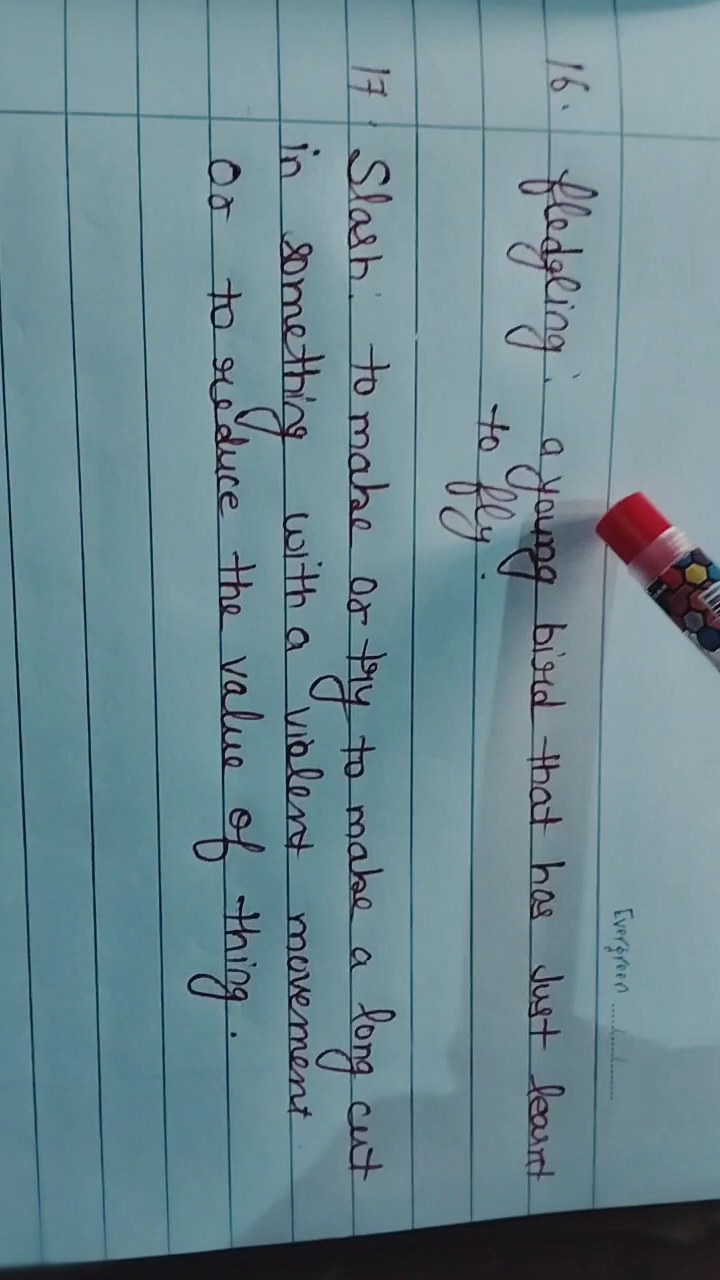 Evergreen
16. fledgling: a young bird that has Just learnt
to fly.
17. Slash: to make or try to make a long cut
in something with a violent movement
or to reduce the value of thing.